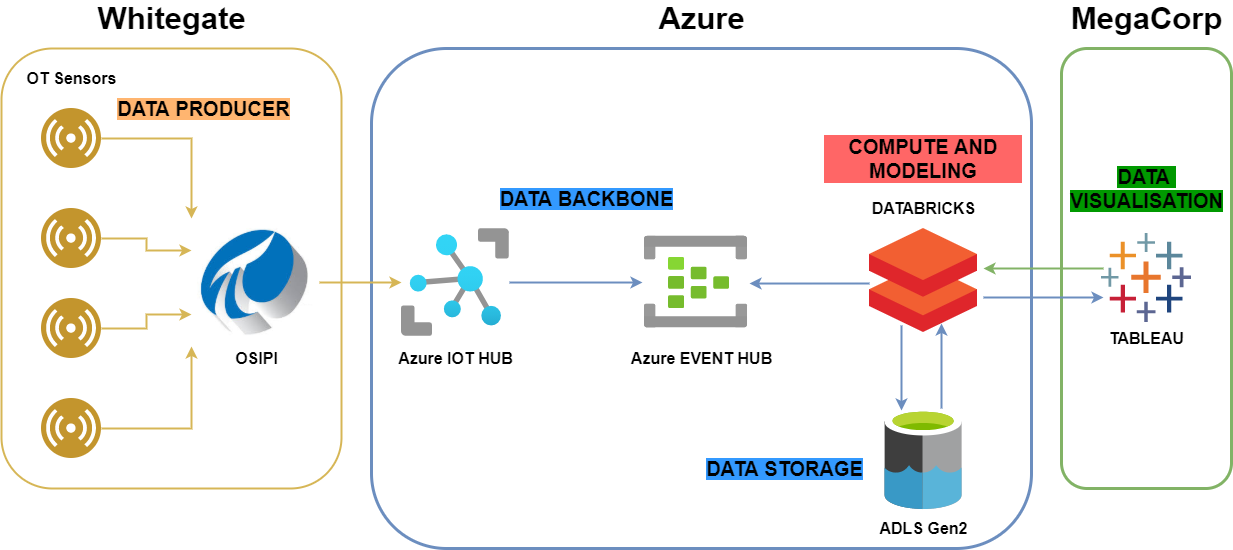 Whitegate
Azure
MegaCorp
OT Sensors
DATA PRODUCER
OSIPI
DATA BACKBONE
Azure IOT HUB
Azure EVENT HUB
COMPUTE AND
MODELING
DATABRICKS
DATA STORAGE
ADLS Gen2
DATA
VISUALISATION
TABLEAU